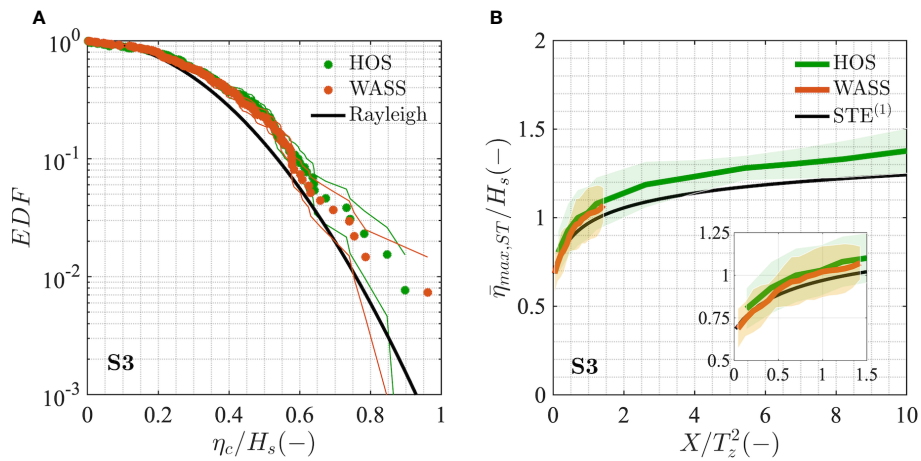 A
10^0
10^{-1}
10^{-2}
10^{-3}
EDF
HOS
WASS
Rayleigh
S3
0 0.2 0.4 0.6 0.8 1
η_c/H_s(−)
B
2
1.5
1
0.5
0
η̄_{max,ST}/H_s(−)
HOS
WASS
STE^{(1)}
1.25
1
0.75
0.5
0 0.5 1 1.5
S3
0 2 4 6 8 10
X/T_z^2(−)